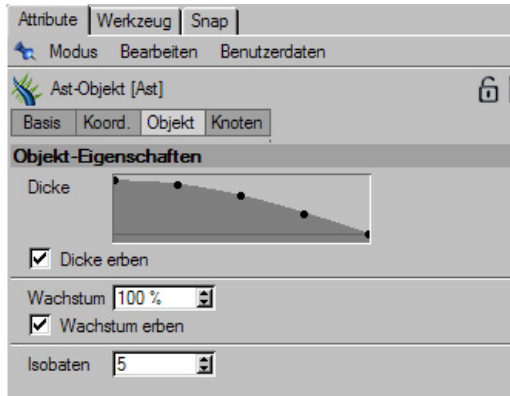 Attribute Werkzeug Snap
Modus Bearbeiten Benutzerdaten
Ast-Objekt [Ast]
Basis Koord. Objekt Knoten
Objekt-Eigenschaften
Dicke
Dicke erben
Wachstum 100 %
Wachstum erben
Isobaten 5